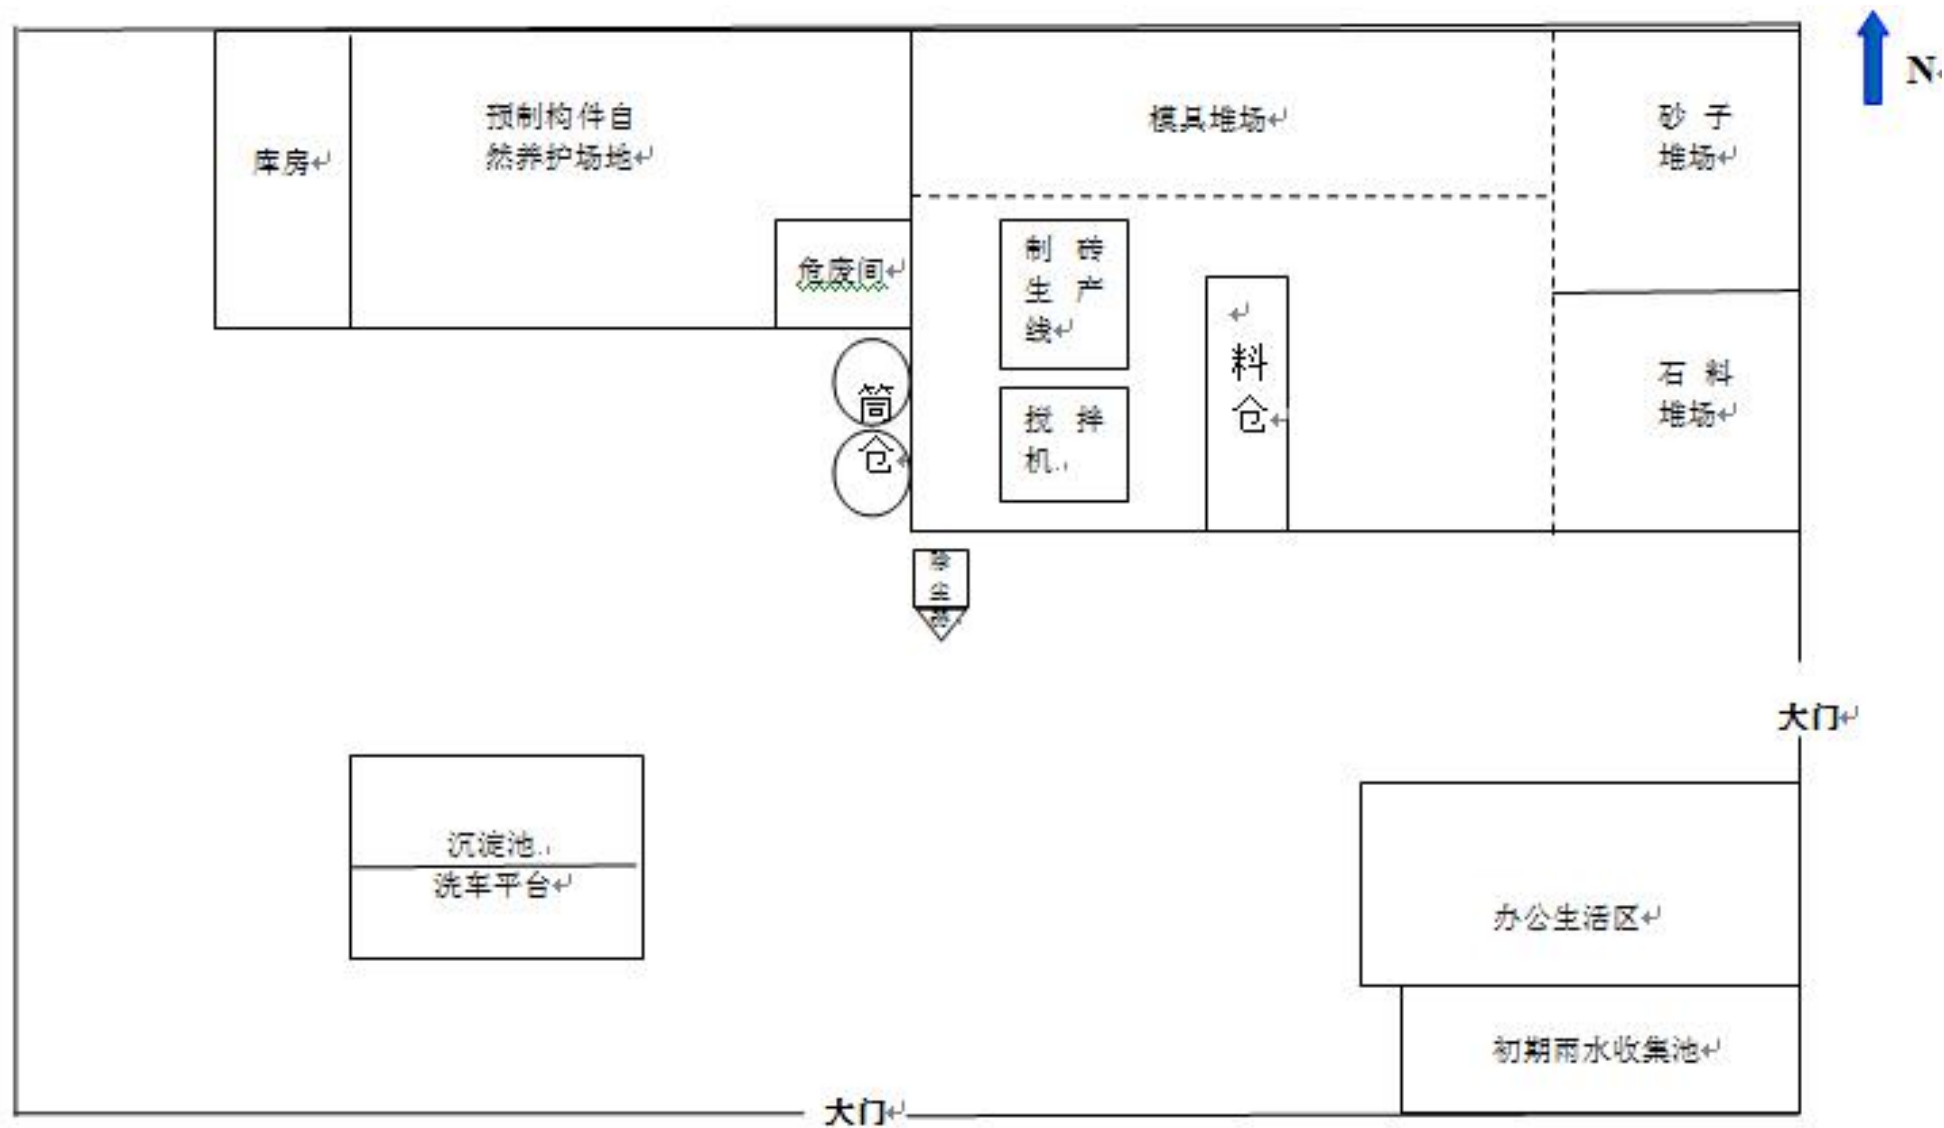 N
预制构件自
然养护场地
模具堆场
砂 子
堆场
库房
制 砖
生 产
线
危废间
料
仓
石 料
堆场
筒
仓
搅 拌
机
除
尘
器
大门
沉淀池
洗车平台
办公生活区
初期雨水收集池
大门